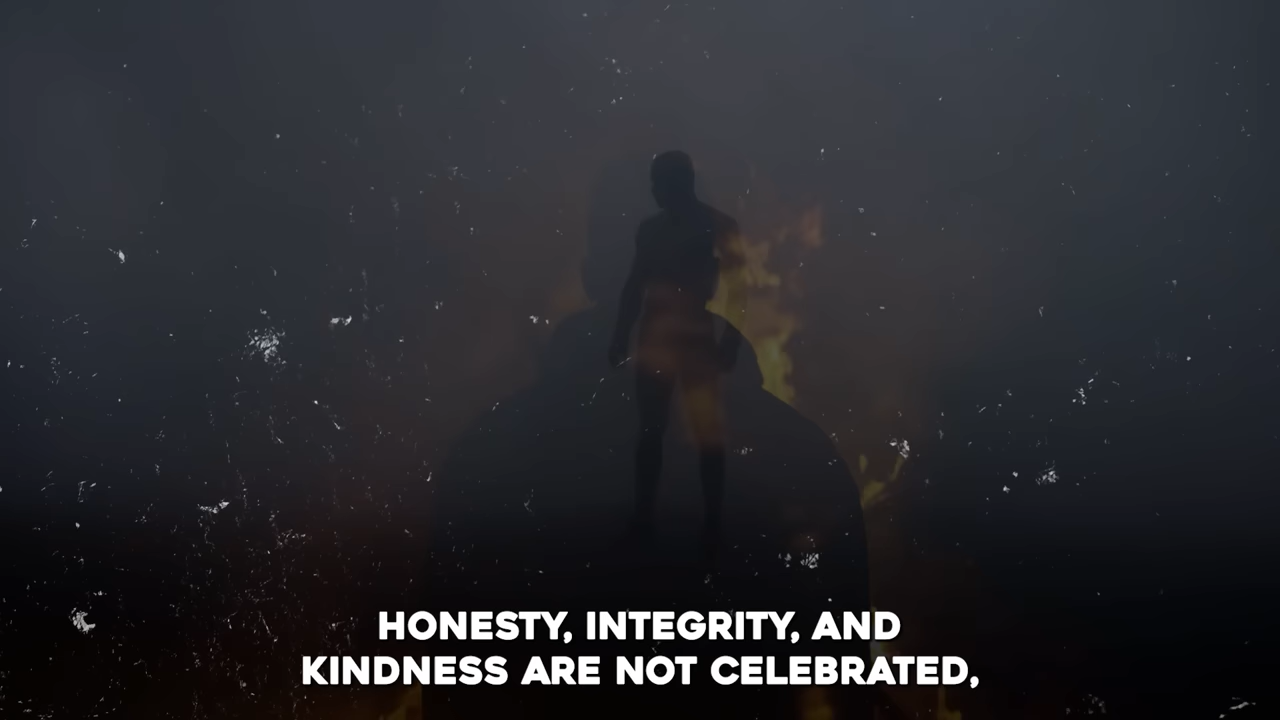 HONESTY, INTEGRITY, AND
KINDNESS ARE NOT CELEBRATED,